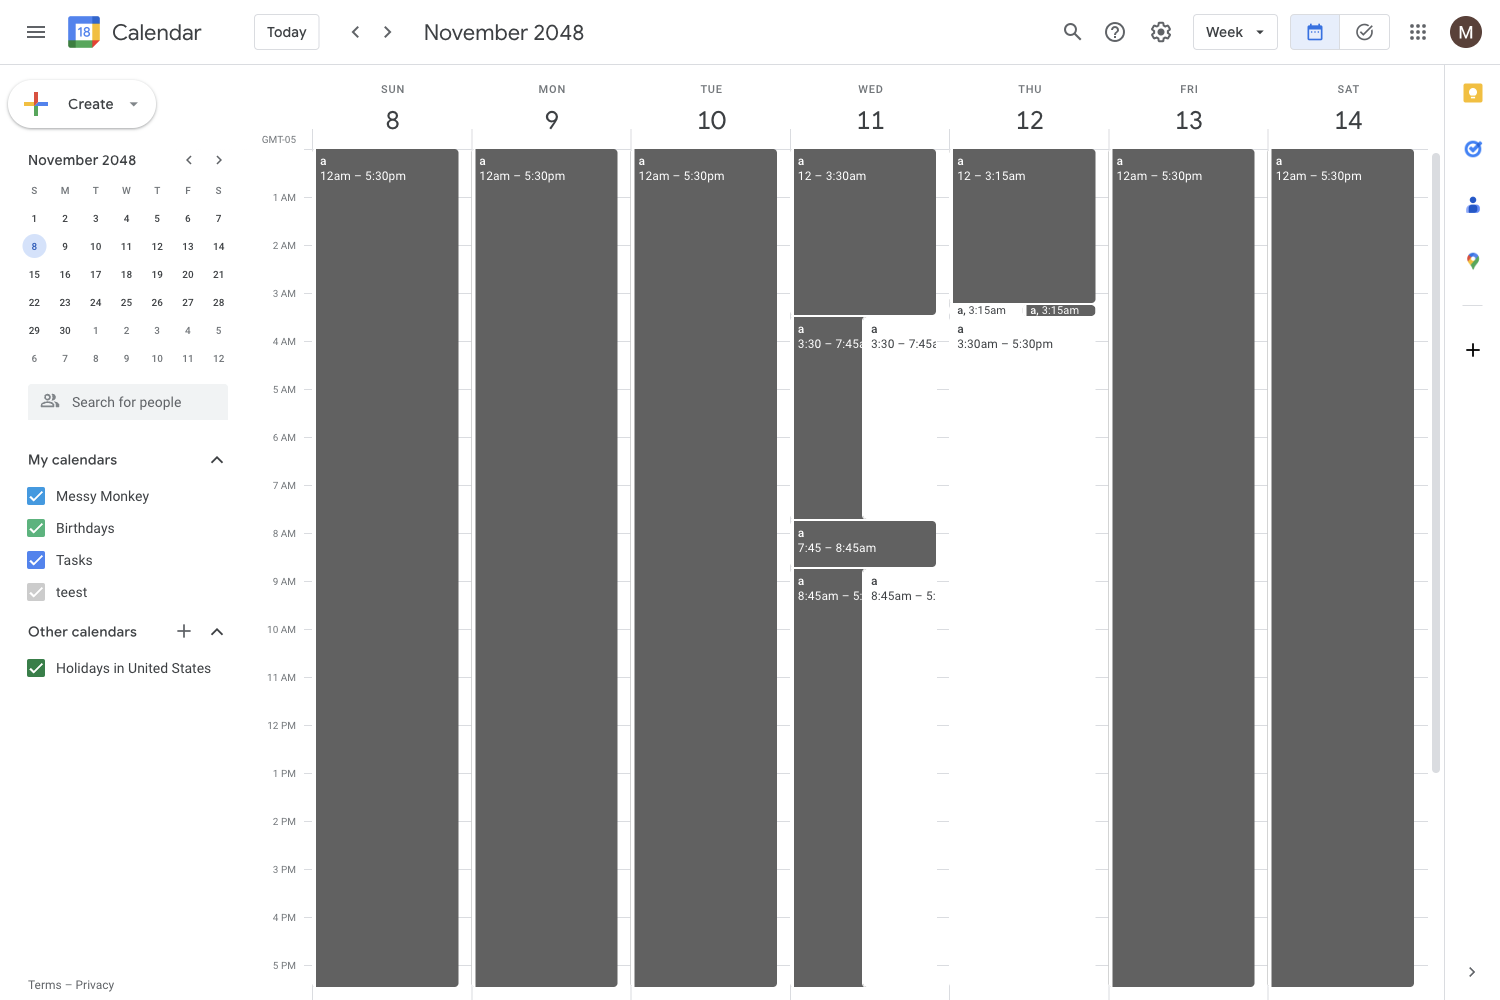 18 Calendar Today November 2048 Week M
Create
November 2048
S M T W T F S
1 2 3 4 5 6 7
8 9 10 11 12 13 14
15 16 17 18 19 20 21
22 23 24 25 26 27 28
29 30 1 2 3 4 5
6 7 8 9 10 11 12
Search for people
My calendars
Messy Monkey
Birthdays
Tasks
teest
Other calendars
Holidays in United States
Terms – Privacy
SUN MON TUE WED THU FRI SAT
8 9 10 11 12 13 14
GMT-05
1 AM
2 AM
3 AM
4 AM
5 AM
6 AM
7 AM
8 AM
9 AM
10 AM
11 AM
12 PM
1 PM
2 PM
3 PM
4 PM
5 PM
a
12am – 5:30pm
a
12am – 5:30pm
a
12am – 5:30pm
a
12 – 3:30am
a
3:30 – 7:45a
a
3:30 – 7:45a
a
7:45 – 8:45am
a
8:45am – 5:
a
8:45am – 5:
a
12 – 3:15am
a, 3:15am
a, 3:15am
a
3:30am – 5:30pm
a
12am – 5:30pm
a
12am – 5:30pm